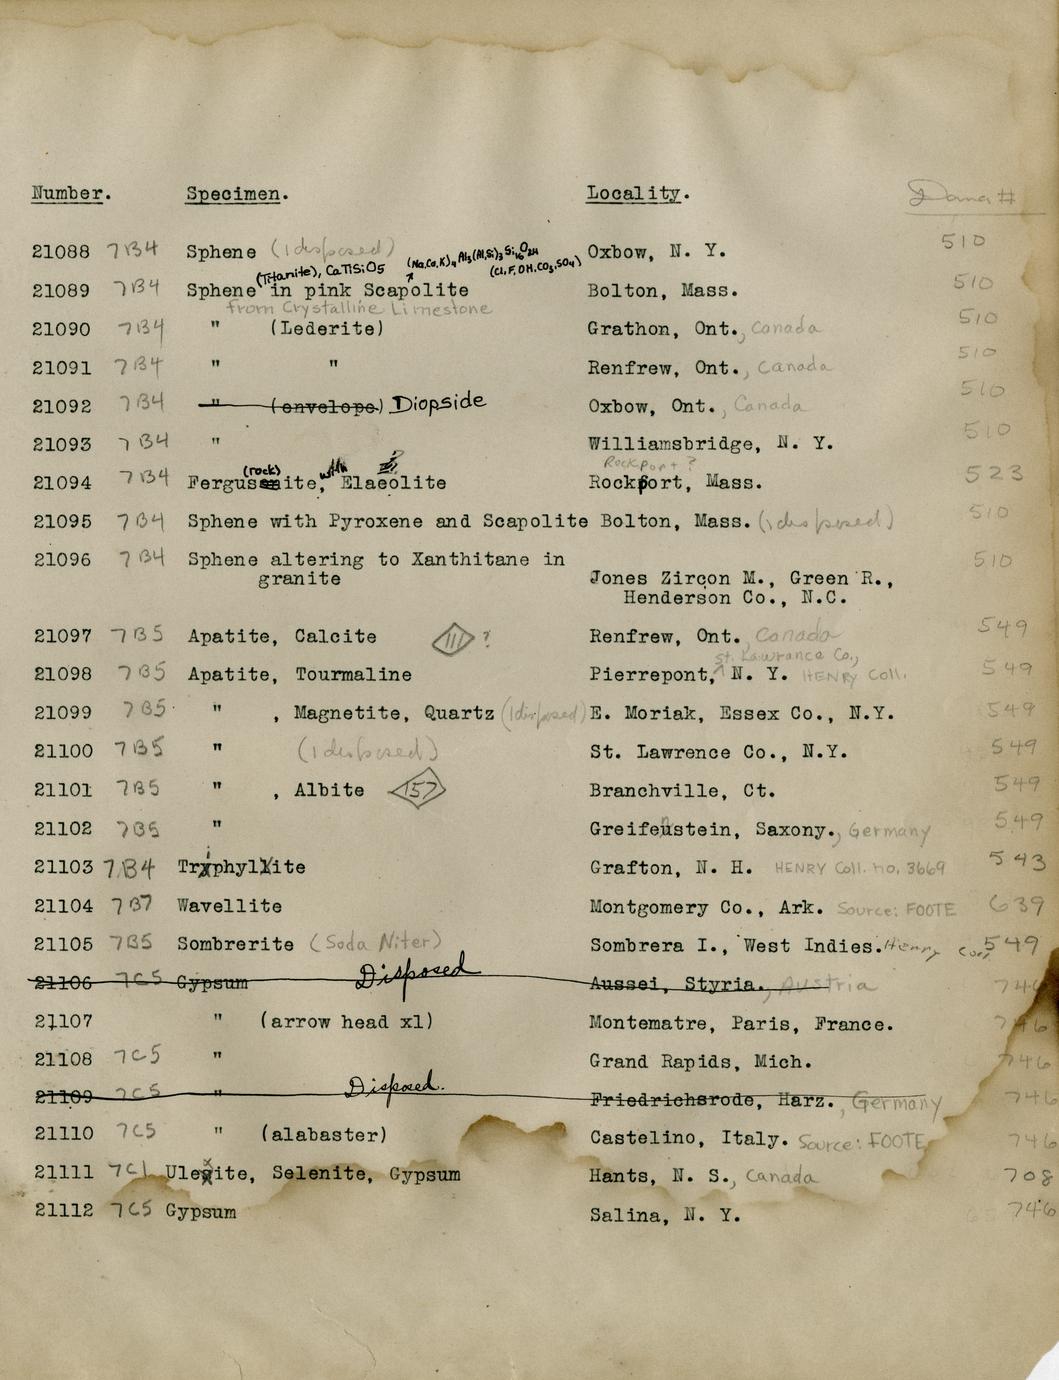 Number. Specimen. Locality. Dana #
21088 7B4 Sphene (1 disposed) Oxbow, N. Y. 510
(Titanite), CaTiSiO5 (Na,Ca,K)4Al3(Al,Si)3Si6O24 (Cl,F,OH,CO3,SO4)
21089 7B4 Sphene in pink Scapolite Bolton, Mass. 510
from Crystalline Limestone
21090 7B4 " (Lederite) Grathon, Ont., Canada 510
21091 7B4 " " Renfrew, Ont., Canada 510
21092 7B4 " (envelope) Diopside Oxbow, Ont., Canada 510
21093 7B4 " Williamsbridge, N. Y. 510
(rock) with Rockport ?
21094 7B4 Fergusite, Elaeolite Rockport, Mass. 523
21095 7B4 Sphene with Pyroxene and Scapolite Bolton, Mass. (1 disposed) 510
21096 7B4 Sphene altering to Xanthitane in 510
granite Jones Zircon M., Green R.,
Henderson Co., N.C.
21097 7B5 Apatite, Calcite 111 ? Renfrew, Ont., Canada 549
St. Lawrance Co.,
21098 7B5 Apatite, Tourmaline Pierrepont, N. Y. HENRY Coll. 549
21099 7B5 " , Magnetite, Quartz (1 disposed) E. Moriak, Essex Co., N.Y. 549
21100 7B5 " (1 disposed) St. Lawrence Co., N.Y. 549
21101 7B5 " , Albite 157 Branchville, Ct. 549
21102 7B5 " Greifenstein, Saxony., Germany 549
21103 7B4 Triphylite Grafton, N. H. HENRY Coll. no. 3669 543
21104 7B7 Wavellite Montgomery Co., Ark. Source: FOOTE 639
21105 7B5 Sombrerite (Soda Niter) Sombrera I., West Indies. Henry Coll. 549
21106 7C5 Gypsum Disposed Aussei, Styria., Austria 746
21107 " (arrow head xl) Montematre, Paris, France. 746
21108 7C5 " Grand Rapids, Mich. 746
21109 7C5 " Disposed. Friedrichsrode, Harz., Germany 746
21110 7C5 " (alabaster) Castelino, Italy. Source: FOOTE 746
21111 7C1 Ulexite, Selenite, Gypsum Hants, N. S., Canada 708
21112 7C5 Gypsum Salina, N. Y. 746